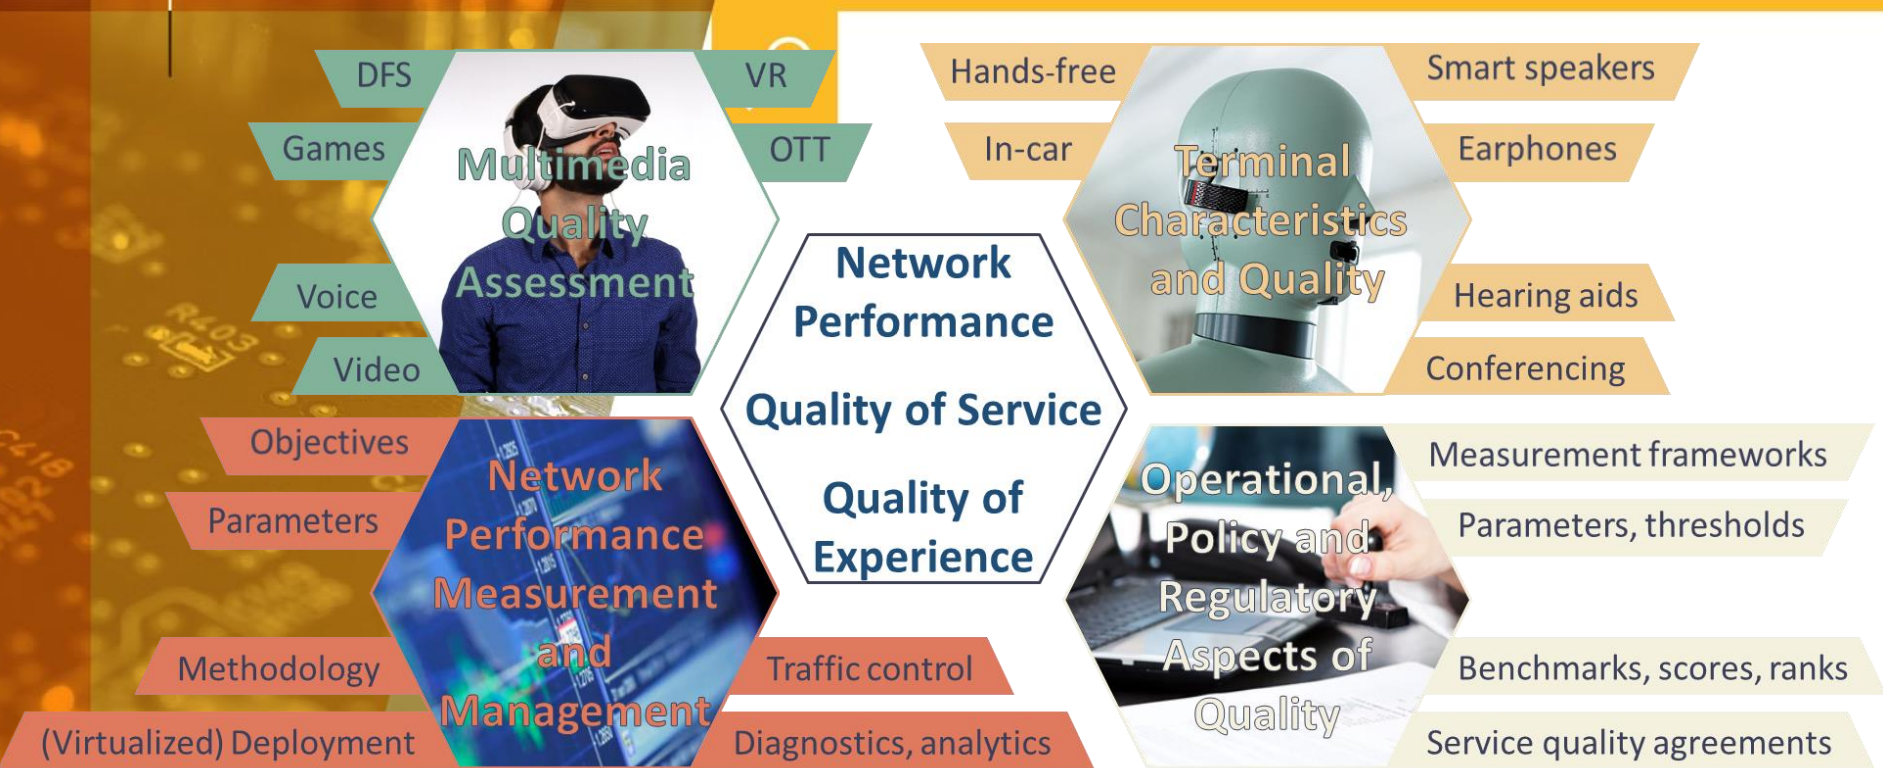 DFS
VR
Games
OTT
Multimedia
Quality
Assessment
Voice
Video
Hands-free
Smart speakers
In-car
Earphones
Terminal
Characteristics
and Quality
Hearing aids
Conferencing
Network
Performance
Quality of Service
Quality of
Experience
Objectives
Parameters
Network
Performance
Measurement
and
Management
Methodology
Traffic control
(Virtualized) Deployment
Diagnostics, analytics
Operational,
Policy and
Regulatory
Aspects of
Quality
Measurement frameworks
Parameters, thresholds
Benchmarks, scores, ranks
Service quality agreements
R403
C418